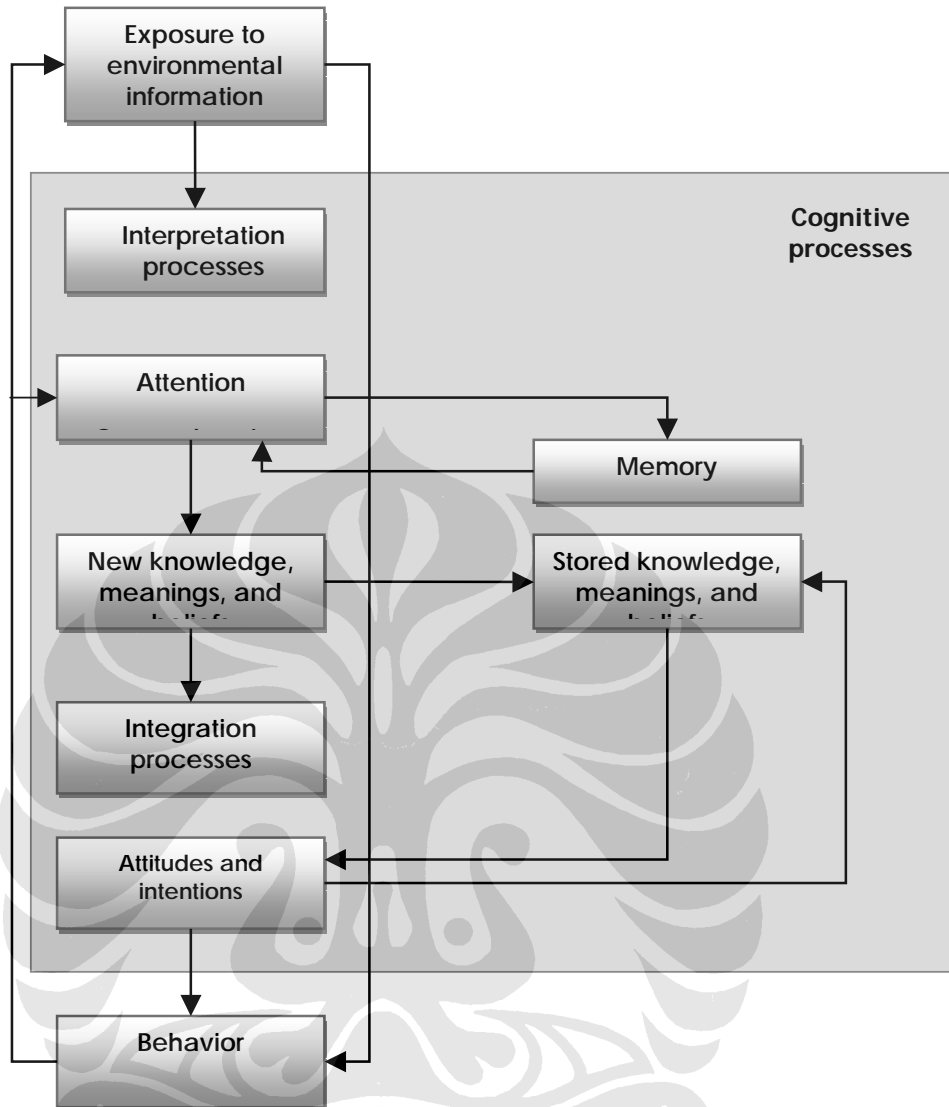 Exposure to
environmental
information
Cognitive
processes
Interpretation
processes
Attention
Memory
New knowledge,
meanings, and
Stored knowledge,
meanings, and
Integration
processes
Attitudes and
intentions
Behavior